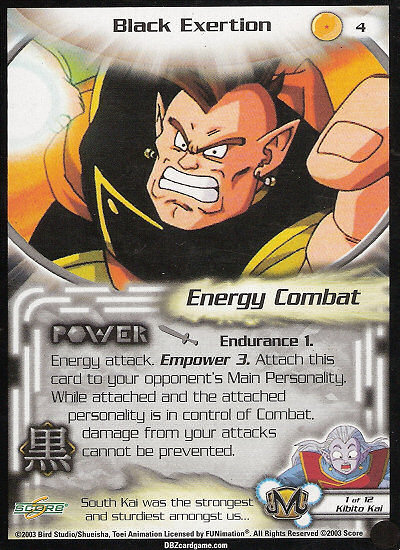 Black Exertion
4
Energy Combat
POWER
Endurance 1.
Energy attack. Empower 3. Attach this
card to your opponent's Main Personality.
While attached and the attached
personality is in control of Combat,
damage from your attacks
cannot be prevented.
黒
SCORE
South Kai was the strongest
and sturdiest amongst us...
M
1 of 12
Kibito Kai
©2003 Bird Studio/Shueisha, Toei Animation Licensed by FUNimation®. All Rights Reserved ©2003 Score
DBZcardgame.com